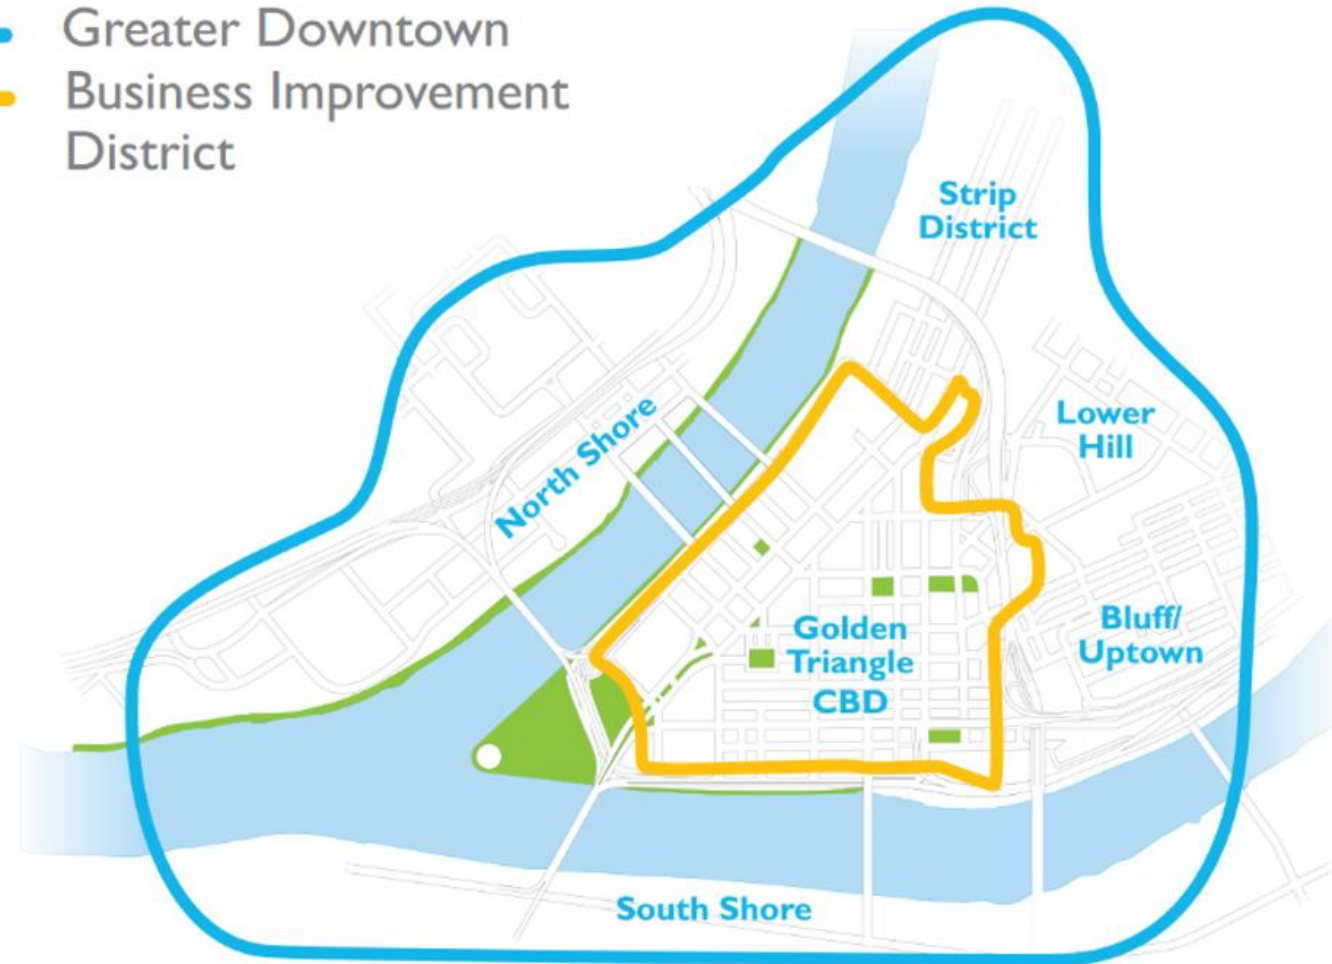 Greater Downtown
Business Improvement
District
Strip
District
Lower
Hill
North Shore
Bluff/
Uptown
Golden
Triangle
CBD
South Shore